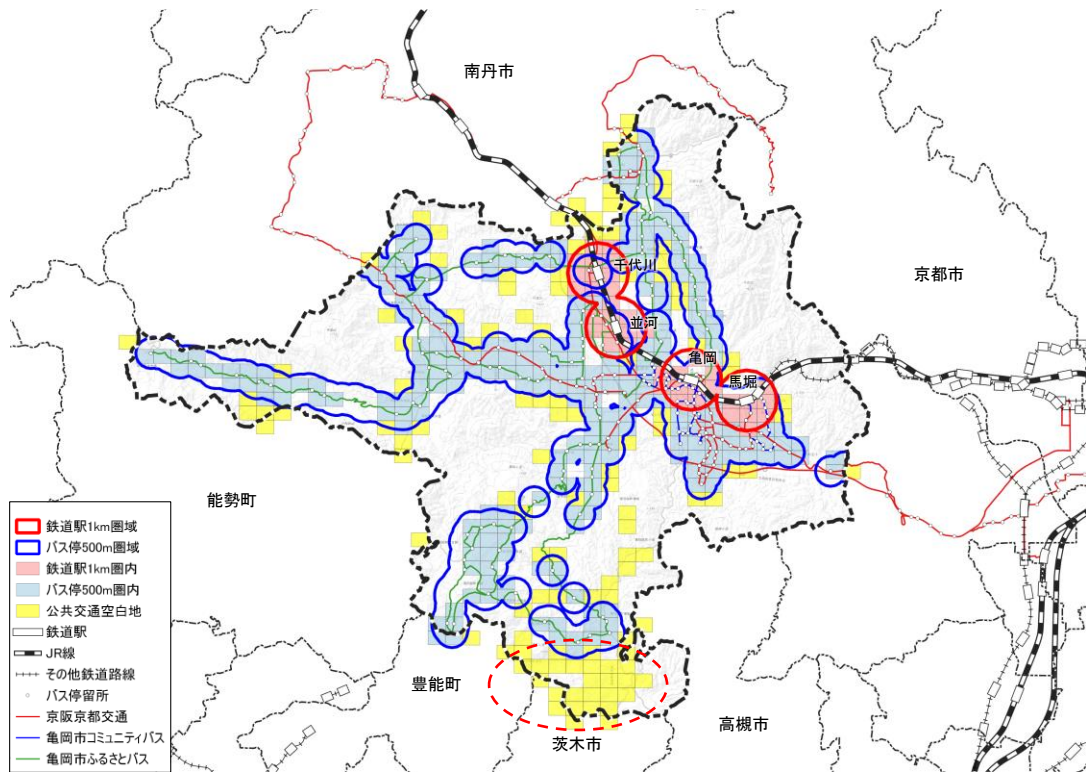 南丹市
京都市
千代川
並河
亀岡
馬堀
能勢町
豊能町
茨木市
高槻市
鉄道駅1km圏域
バス停500m圏域
鉄道駅1km圏内
バス停500m圏内
公共交通空白地
鉄道駅
JR線
その他鉄道路線
バス停留所
京阪京都交通
亀岡市コミュニティバス
亀岡市ふるさとバス